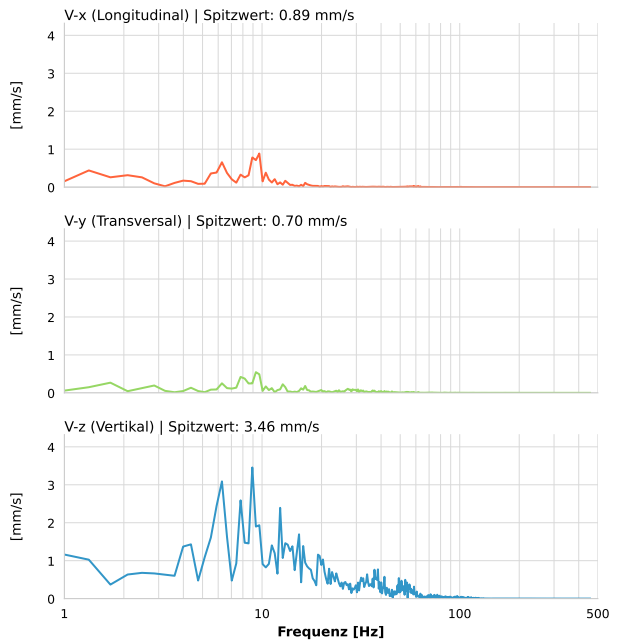 V-x (Longitudinal) | Spitzwert: 0.89 mm/s
4
3
2
1
0
[mm/s]
V-y (Transversal) | Spitzwert: 0.70 mm/s
4
3
2
1
0
[mm/s]
V-z (Vertikal) | Spitzwert: 3.46 mm/s
4
3
2
1
0
[mm/s]
1 10 100 500
Frequenz [Hz]